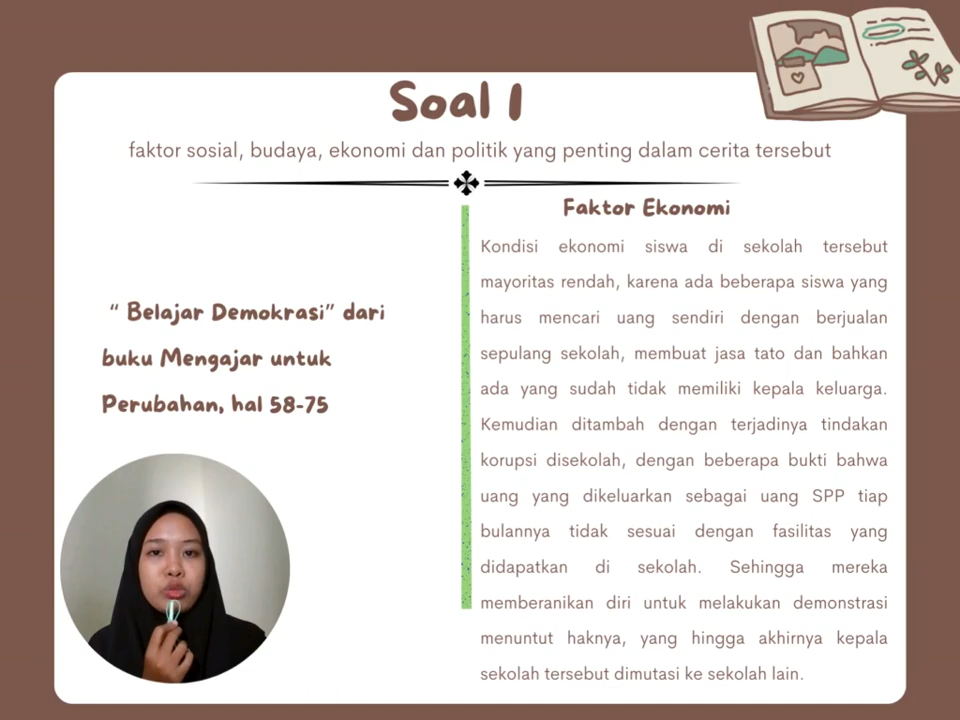 Soal 1
faktor sosial, budaya, ekonomi dan politik yang penting dalam cerita tersebut
“ Belajar Demokrasi” dari
buku Mengajar untuk
Perubahan, hal 58-75
Faktor Ekonomi
Kondisi ekonomi siswa di sekolah tersebut
mayoritas rendah, karena ada beberapa siswa yang
harus mencari uang sendiri dengan berjualan
sepulang sekolah, membuat jasa tato dan bahkan
ada yang sudah tidak memiliki kepala keluarga.
Kemudian ditambah dengan terjadinya tindakan
korupsi disekolah, dengan beberapa bukti bahwa
uang yang dikeluarkan sebagai uang SPP tiap
bulannya tidak sesuai dengan fasilitas yang
didapatkan di sekolah. Sehingga mereka
memberanikan diri untuk melakukan demonstrasi
menuntut haknya, yang hingga akhirnya kepala
sekolah tersebut dimutasi ke sekolah lain.